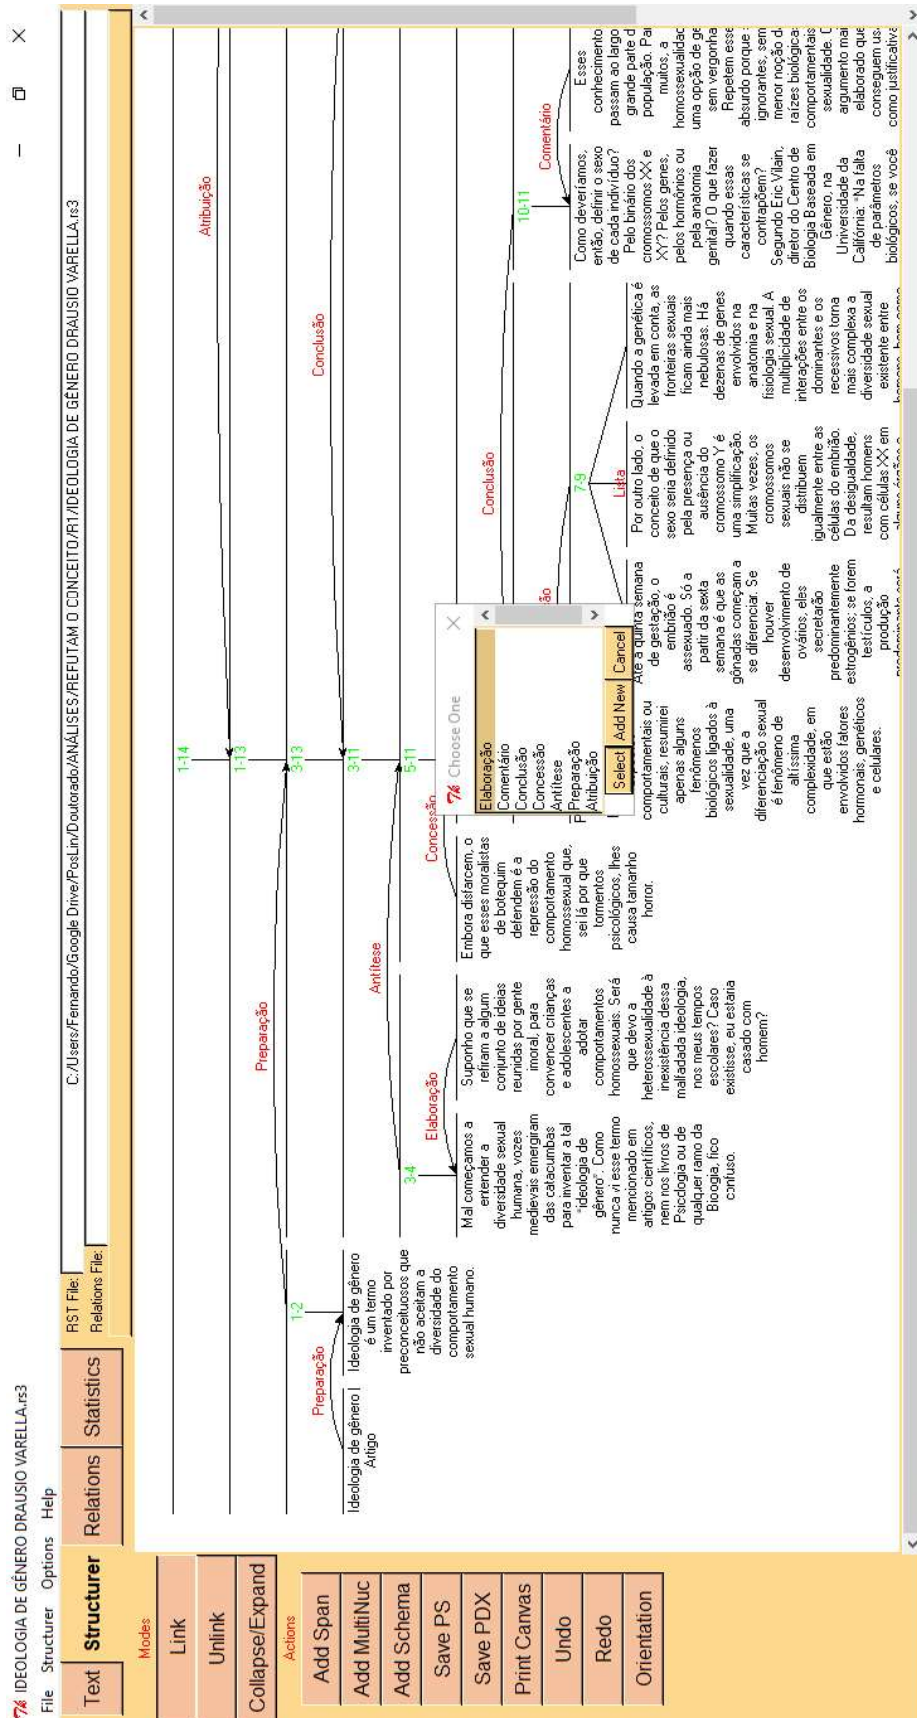 IDEOLOGIA DE GÊNERO DRAUSIO VARELLA.rs3
File Structurer Options Help
Text Structurer Relations Statistics
RST File: C:/Users/Fernando/Google Drive/PosLin/Doutorado/ANÁLISES/REFUTAM O CONCEITO/R1/IDEOLOGIA DE GÊNERO DRAUSIO VARELLA.rs3
Relations File:
Modes
Link
Unlink
Collapse/Expand
Actions
Add Span
Add MultiNuc
Add Schema
Save PS
Save PDX
Print Canvas
Undo
Redo
Orientation
1-14
Atribuição
1-13
Preparação
3-13
Conclusão
3-11
Antítese
5-11
Conclusão
Concessão
1-2
Preparação
Ideologia de gênero |
Artigo
Ideologia de gênero
é um termo
inventado por
preconceituosos que
não aceitam a
diversidade do
comportamento
sexual humano.
3-4
Elaboração
Mal começamos a
entender a
diversidade sexual
humana, vozes
medievais emergiram
das catacumbas
para inventar a tal
"ideologia de
gênero". Como
nunca vi esse termo
mencionado em
artigos científicos,
nem nos livros de
Psicologia ou de
qualquer ramo da
Biologia, fico
confuso.
Suponho que se
refiram a algum
conjunto de ideias
reunidas por gente
imoral, para
convencer crianças
e adolescentes a
adotar
comportamentos
homossexuais. Será
que devo a
heterossexualidade à
inexistência dessa
malfadada ideologia,
nos meus tempos
escolares? Caso
existisse, eu estaria
casado com
homem?
Embora disfarcem, o
que esses moralistas
de botequim
defendem é a
repressão do
comportamento
homossexual que,
sei lá por que
tormentos
psicológicos, lhes
causa tamanho
horror.
Choose One
Elaboração
Comentário
Conclusão
Concessão
Antítese
Preparação
Atribuição
Select Add New Cancel
comportamentais ou
culturais, resumirei
apenas alguns
fenômenos
biológicos ligados à
sexualidade, uma
vez que a
diferenciação sexual
é fenômeno de
altíssima
complexidade, em
que estão
envolvidos fatores
hormonais, genéticos
e celulares.
ão
7-9
Lista
Até a quinta semana
de gestação, o
embrião é
assexuado. Só a
partir da sexta
semana é que as
gônadas começam a
se diferenciar. Se
houver
desenvolvimento de
ovários, eles
secretarão
predominantemente
estrogênios; se forem
testículos, a
produção
predominante será
Por outro lado, o
conceito de que o
sexo seria definido
pela presença ou
ausência do
cromossomo Y é
uma simplificação.
Muitas vezes, os
cromossomos
sexuais não se
distribuem
igualmente entre as
células do embrião.
Da desigualdade,
resultam homens
com células XX em
alguns órgãos e
Quando a genética é
levada em conta, as
fronteiras sexuais
ficam ainda mais
nebulosas. Há
dezenas de genes
envolvidos na
anatomia e na
fisiologia sexual. A
multiplicidade de
interações entre os
dominantes e os
recessivos torna
mais complexa a
diversidade sexual
existente entre
homens, bem como
10-11
Comentário
Como deveríamos,
então, definir o sexo
de cada indivíduo?
Pelo binário dos
cromossomos XX e
XY? Pelos genes,
pelos hormônios ou
pela anatomia
genital? O que fazer
quando essas
características se
contrapõem?
Segundo Eric Vilain,
diretor do Centro de
Biologia Baseada em
Gênero, na
Universidade da
Califórnia: "Na falta
de parâmetros
biológicos, se você
Esses
conhecimento
passam ao largo
grande parte d
população. Par
muitos, a
homossexualidad
uma opção de ge
sem vergonha
Repetem esse
absurdo porque s
ignorantes, sem
menor noção da
raízes biológicas
comportamentais
sexualidade. O
argumento mai
elaborado que
conseguem us
como justificativa